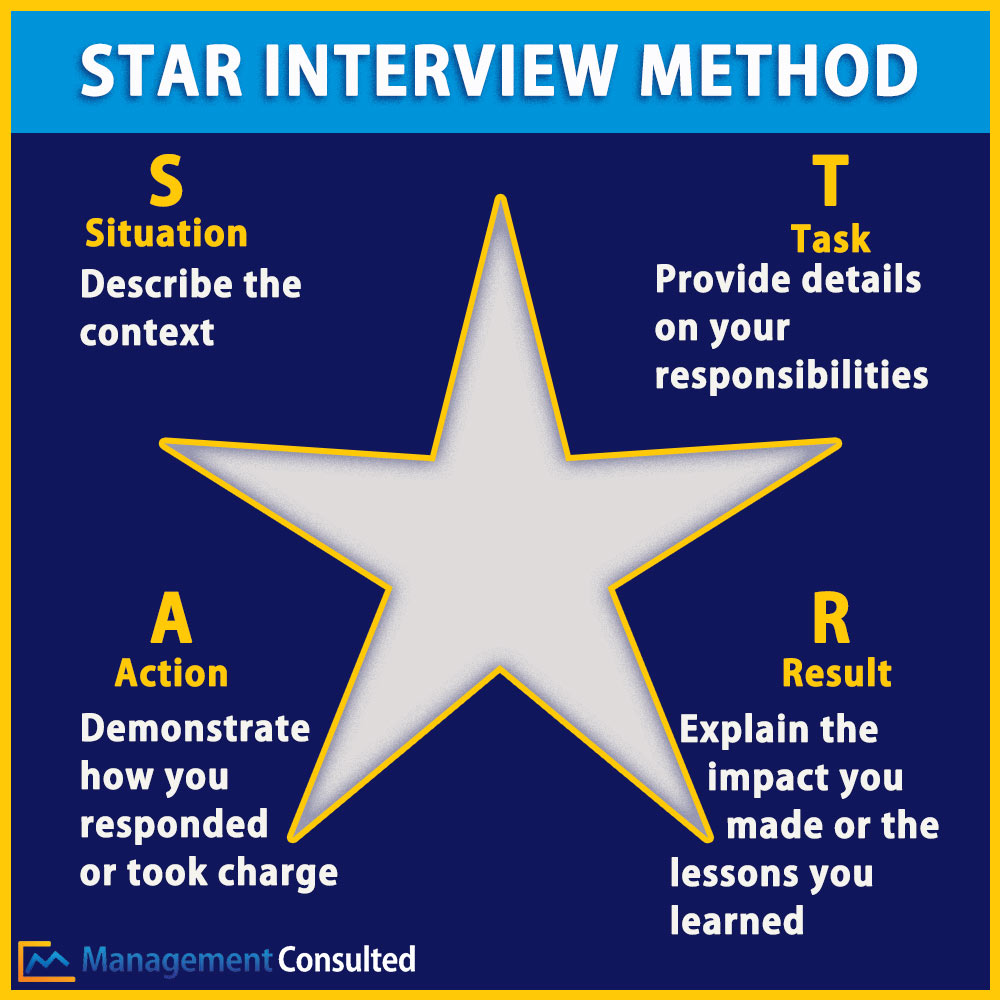 STAR INTERVIEW METHOD
S
Situation
Describe the
context
T
Task
Provide details
on your
responsibilities
A
Action
Demonstrate
how you
responded
or took charge
R
Result
Explain the
impact you
made or the
lessons you
learned
Management Consulted